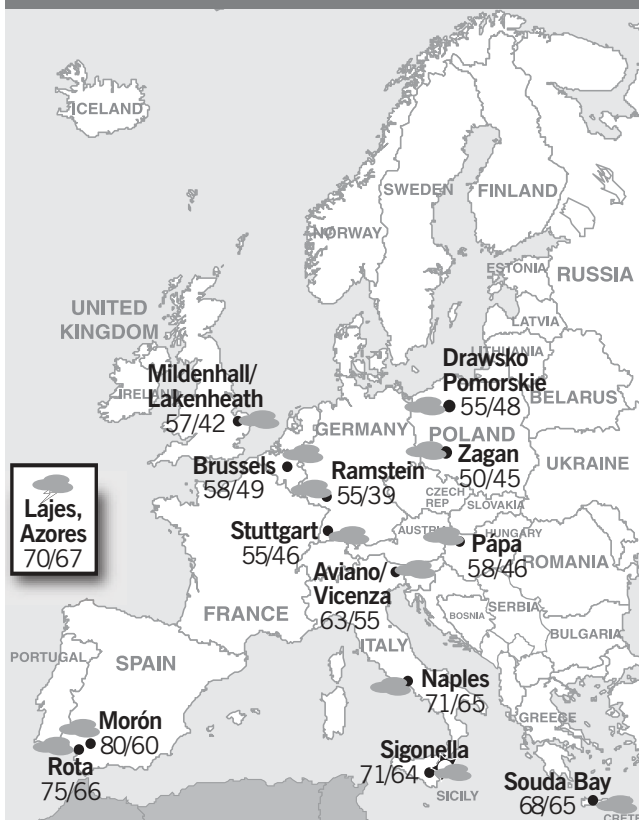 ICELAND
SWEDEN
FINLAND
NORWAY
ESTONIA
RUSSIA
LATVIA
LITHUANIA
UNITED
KINGDOM
IRELAND
Mildenhall/
Lakenheath
57/42
Drawsko
Pomorskie
55/48
BELARUS
GERMANY
POLAND
Zagan
50/45
UKRAINE
Brussels
58/49
Ramstein
55/39
CZECH
REP
SLOVAKIA
Lajes,
Azores
70/67
Stuttgart
55/46
AUSTRIA
HUNGARY
Pápa
58/46
ROMANIA
Aviano/
Vicenza
63/55
FRANCE
BOSNIA
SERBIA
BULGARIA
ITALY
PORTUGAL
SPAIN
Naples
71/65
GREECE
Morón
80/60
Rota
75/66
Sigonella
71/64
SICILY
Souda Bay
68/65
CRETE